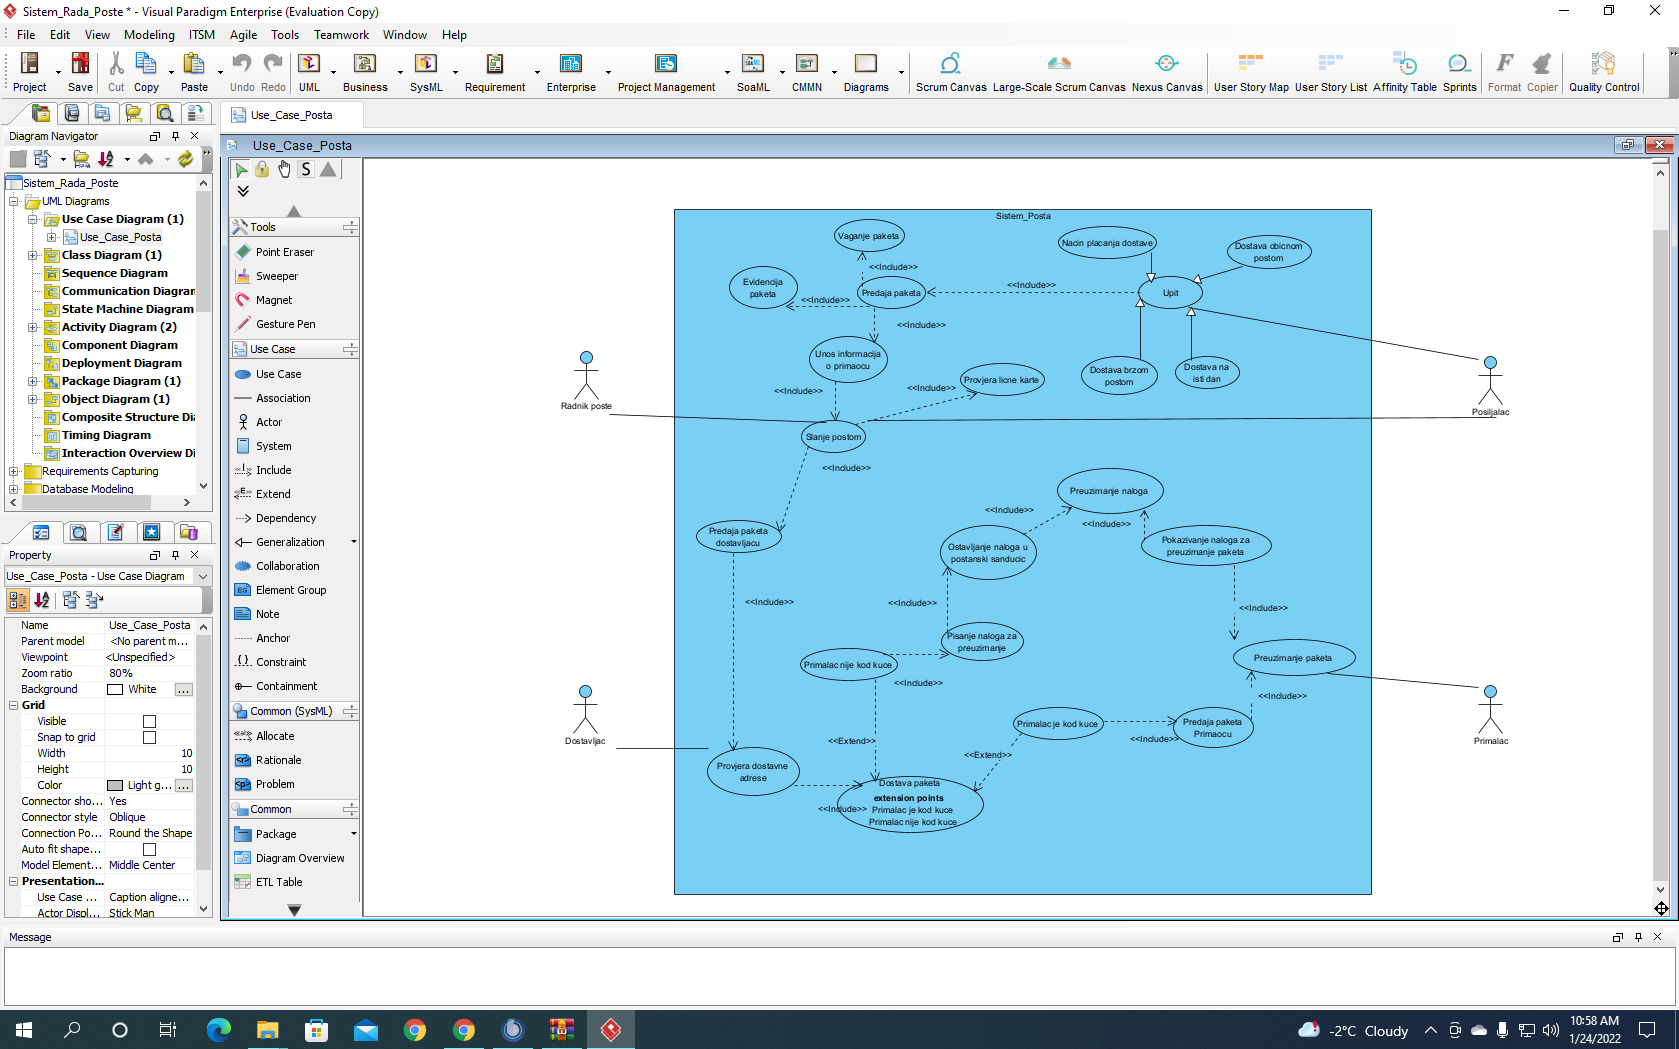 Sistem_Rada_Poste * - Visual Paradigm Enterprise (Evaluation Copy)
File Edit View Modeling ITSM Agile Tools Teamwork Window Help
Project Save Cut Copy Paste Undo Redo UML Business SysML Requirement Enterprise Project Management SoaML CMMN Diagrams Scrum Canvas Large-Scale Scrum Canvas Nexus Canvas User Story Map User Story List Affinity Table Sprints Format Copier Quality Control
Use_Case_Posta
Diagram Navigator
Sistem_Rada_Poste
UML Diagrams
Use Case Diagram (1)
Use_Case_Posta
Class Diagram (1)
Sequence Diagram
Communication Diagran
State Machine Diagram
Activity Diagram (2)
Component Diagram
Deployment Diagram
Package Diagram (1)
Object Diagram (1)
Composite Structure Di
Timing Diagram
Interaction Overview Di
Requirements Capturing
Database Modeling
Property
Use_Case_Posta - Use Case Diagram
Name Use_Case_Posta
Parent model <No parent m...
Viewpoint <Unspecified>
Zoom ratio 80%
Background White ...
Grid
Visible
Snap to grid
Width 10
Height 10
Color Light g... ...
Connector sho... Yes
Connector style Oblique
Connection Po... Round the Shape
Auto fit shape...
Model Element... Middle Center
Presentation...
Use Case ... Caption aligne...
Actor Displ... Stick Man
Use_Case_Posta
S
Tools
Point Eraser
Sweeper
Magnet
Gesture Pen
Use Case
Use Case
Association
Actor
System
Include
Extend
Dependency
Generalization
Collaboration
Element Group
Note
Anchor
Constraint
Containment
Common (SysML)
Allocate
Rationale
Problem
Common
Package
Diagram Overview
ETL Table
Sistem_Posta
Vaganje paketa
Nacin placanja dostave
Dostava obicnom
postom
<<Include>>
Evidencija
paketa
<<Include>>
Predaja paketa
<<Include>>
Upit
<<Include>>
Unos informacija
o primaocu
<<Include>>
<<Include>>
Provjera licne karte
Dostava brzom
postom
Dostava na
isti dan
Radnik poste
Posiljalac
Slanje postom
<<Include>>
Preuzimanje naloga
<<Include>>
<<Include>>
Predaja paketa
dostavljacu
Ostavljanje naloga u
postanski sanducic
Pokazivanje naloga za
preuzimanje paketa
<<Include>>
<<Include>>
<<Include>>
Pisanje naloga za
preuzimanje
Primalac nije kod kuce
<<Include>>
Preuzimanje paketa
<<Include>>
Primalac je kod kuce
Predaja paketa
Primaocu
<<Include>>
Dostavljac
Primalac
<<Extend>>
<<Extend>>
Provjera dostavne
adrese
<<Include>>
Dostava paketa
extension points
Primalac je kod kuce
Primalac nije kod kuce
Message
-2°C Cloudy
10:58 AM
1/24/2022